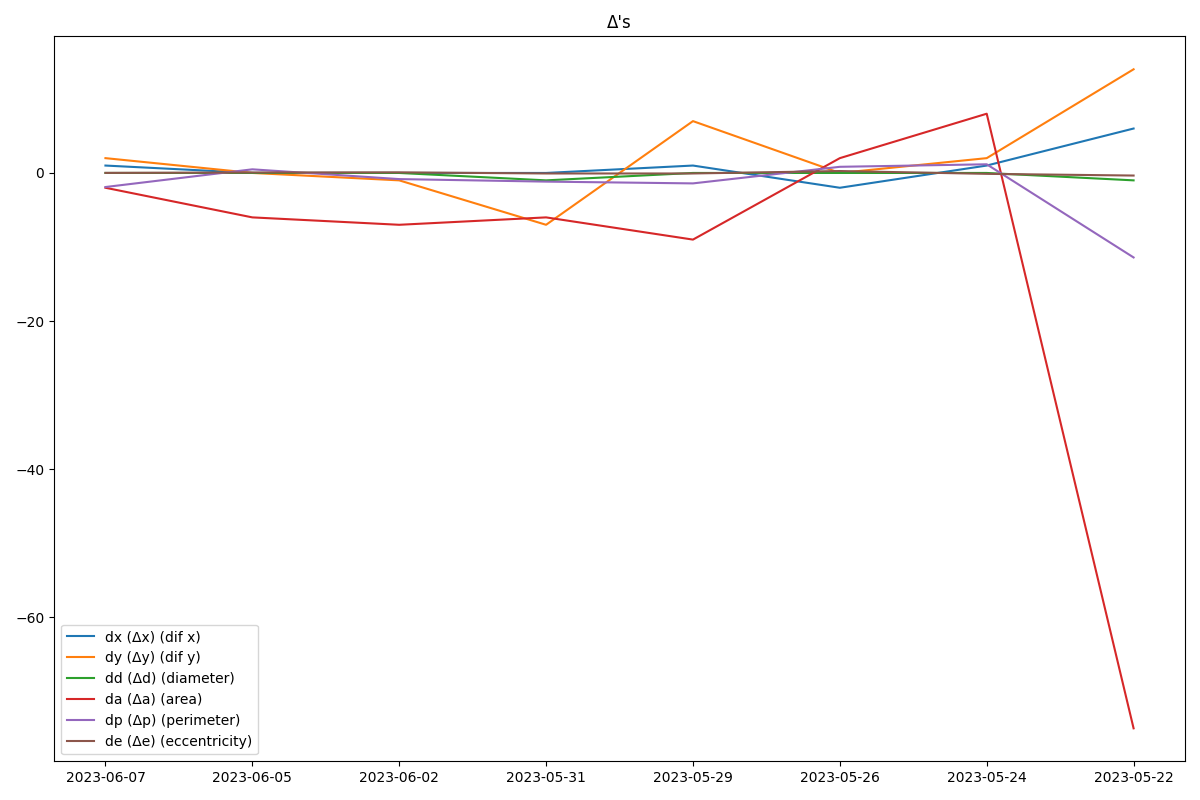 Δ's
0
−20
−40
−60
dx (Δx) (dif x)
dy (Δy) (dif y)
dd (Δd) (diameter)
da (Δa) (area)
dp (Δp) (perimeter)
de (Δe) (eccentricity)
2023-06-07 2023-06-05 2023-06-02 2023-05-31 2023-05-29 2023-05-26 2023-05-24 2023-05-22